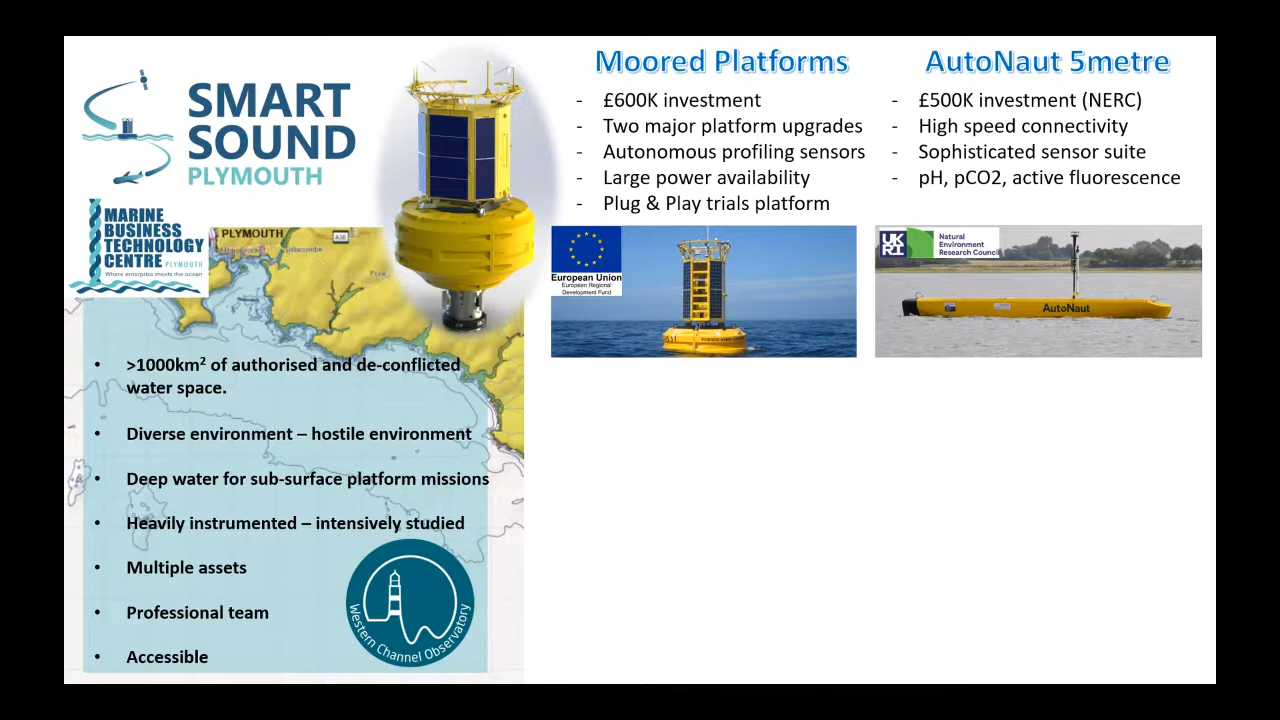 SMART
SOUND
PLYMOUTH
MARINE
BUSINESS
TECHNOLOGY
CENTRE PLYMOUTH
Where enterprise meets the ocean
PLYMOUTH
>1000km² of authorised and de-conflicted
water space.
Diverse environment – hostile environment
Deep water for sub-surface platform missions
Heavily instrumented – intensively studied
Multiple assets
Professional team
Accessible
Western Channel Observatory
Moored Platforms
- £600K investment
- Two major platform upgrades
- Autonomous profiling sensors
- Large power availability
- Plug & Play trials platform
European Union
European Regional
Development Fund
AutoNaut 5metre
- £500K investment (NERC)
- High speed connectivity
- Sophisticated sensor suite
- pH, pCO2, active fluorescence
UK
RI
Natural
Environment
Research Council
AutoNaut